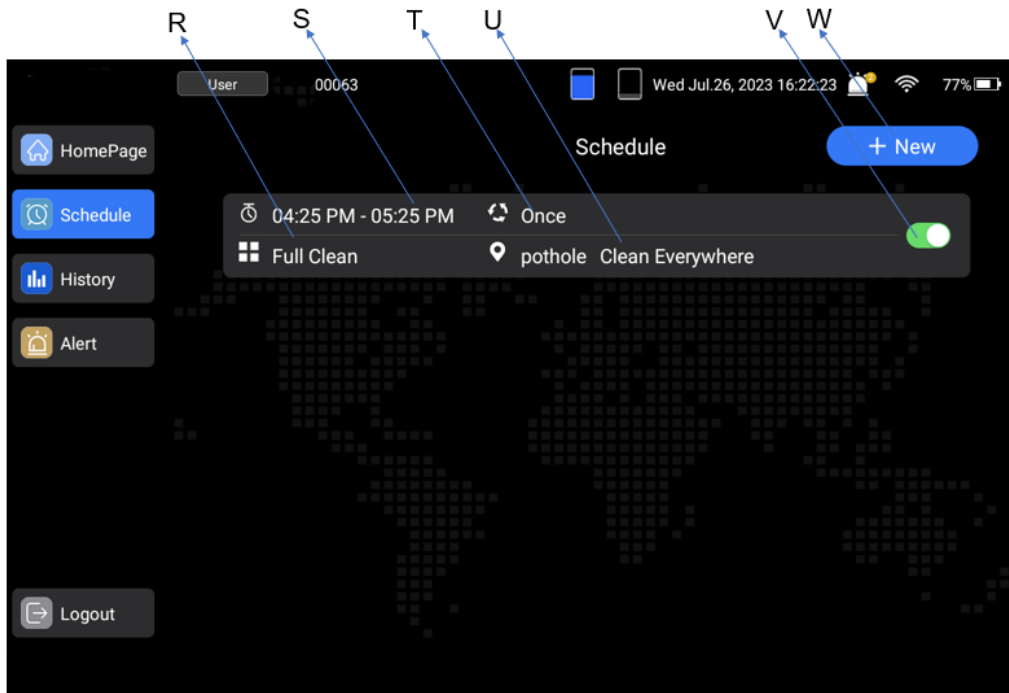 R S T U V W
User 00063 Wed Jul.26, 2023 16:22:23 2 77%
HomePage
Schedule + New
Schedule
04:25 PM - 05:25 PM Once
Full Clean pothole Clean Everywhere
History
Alert
Logout